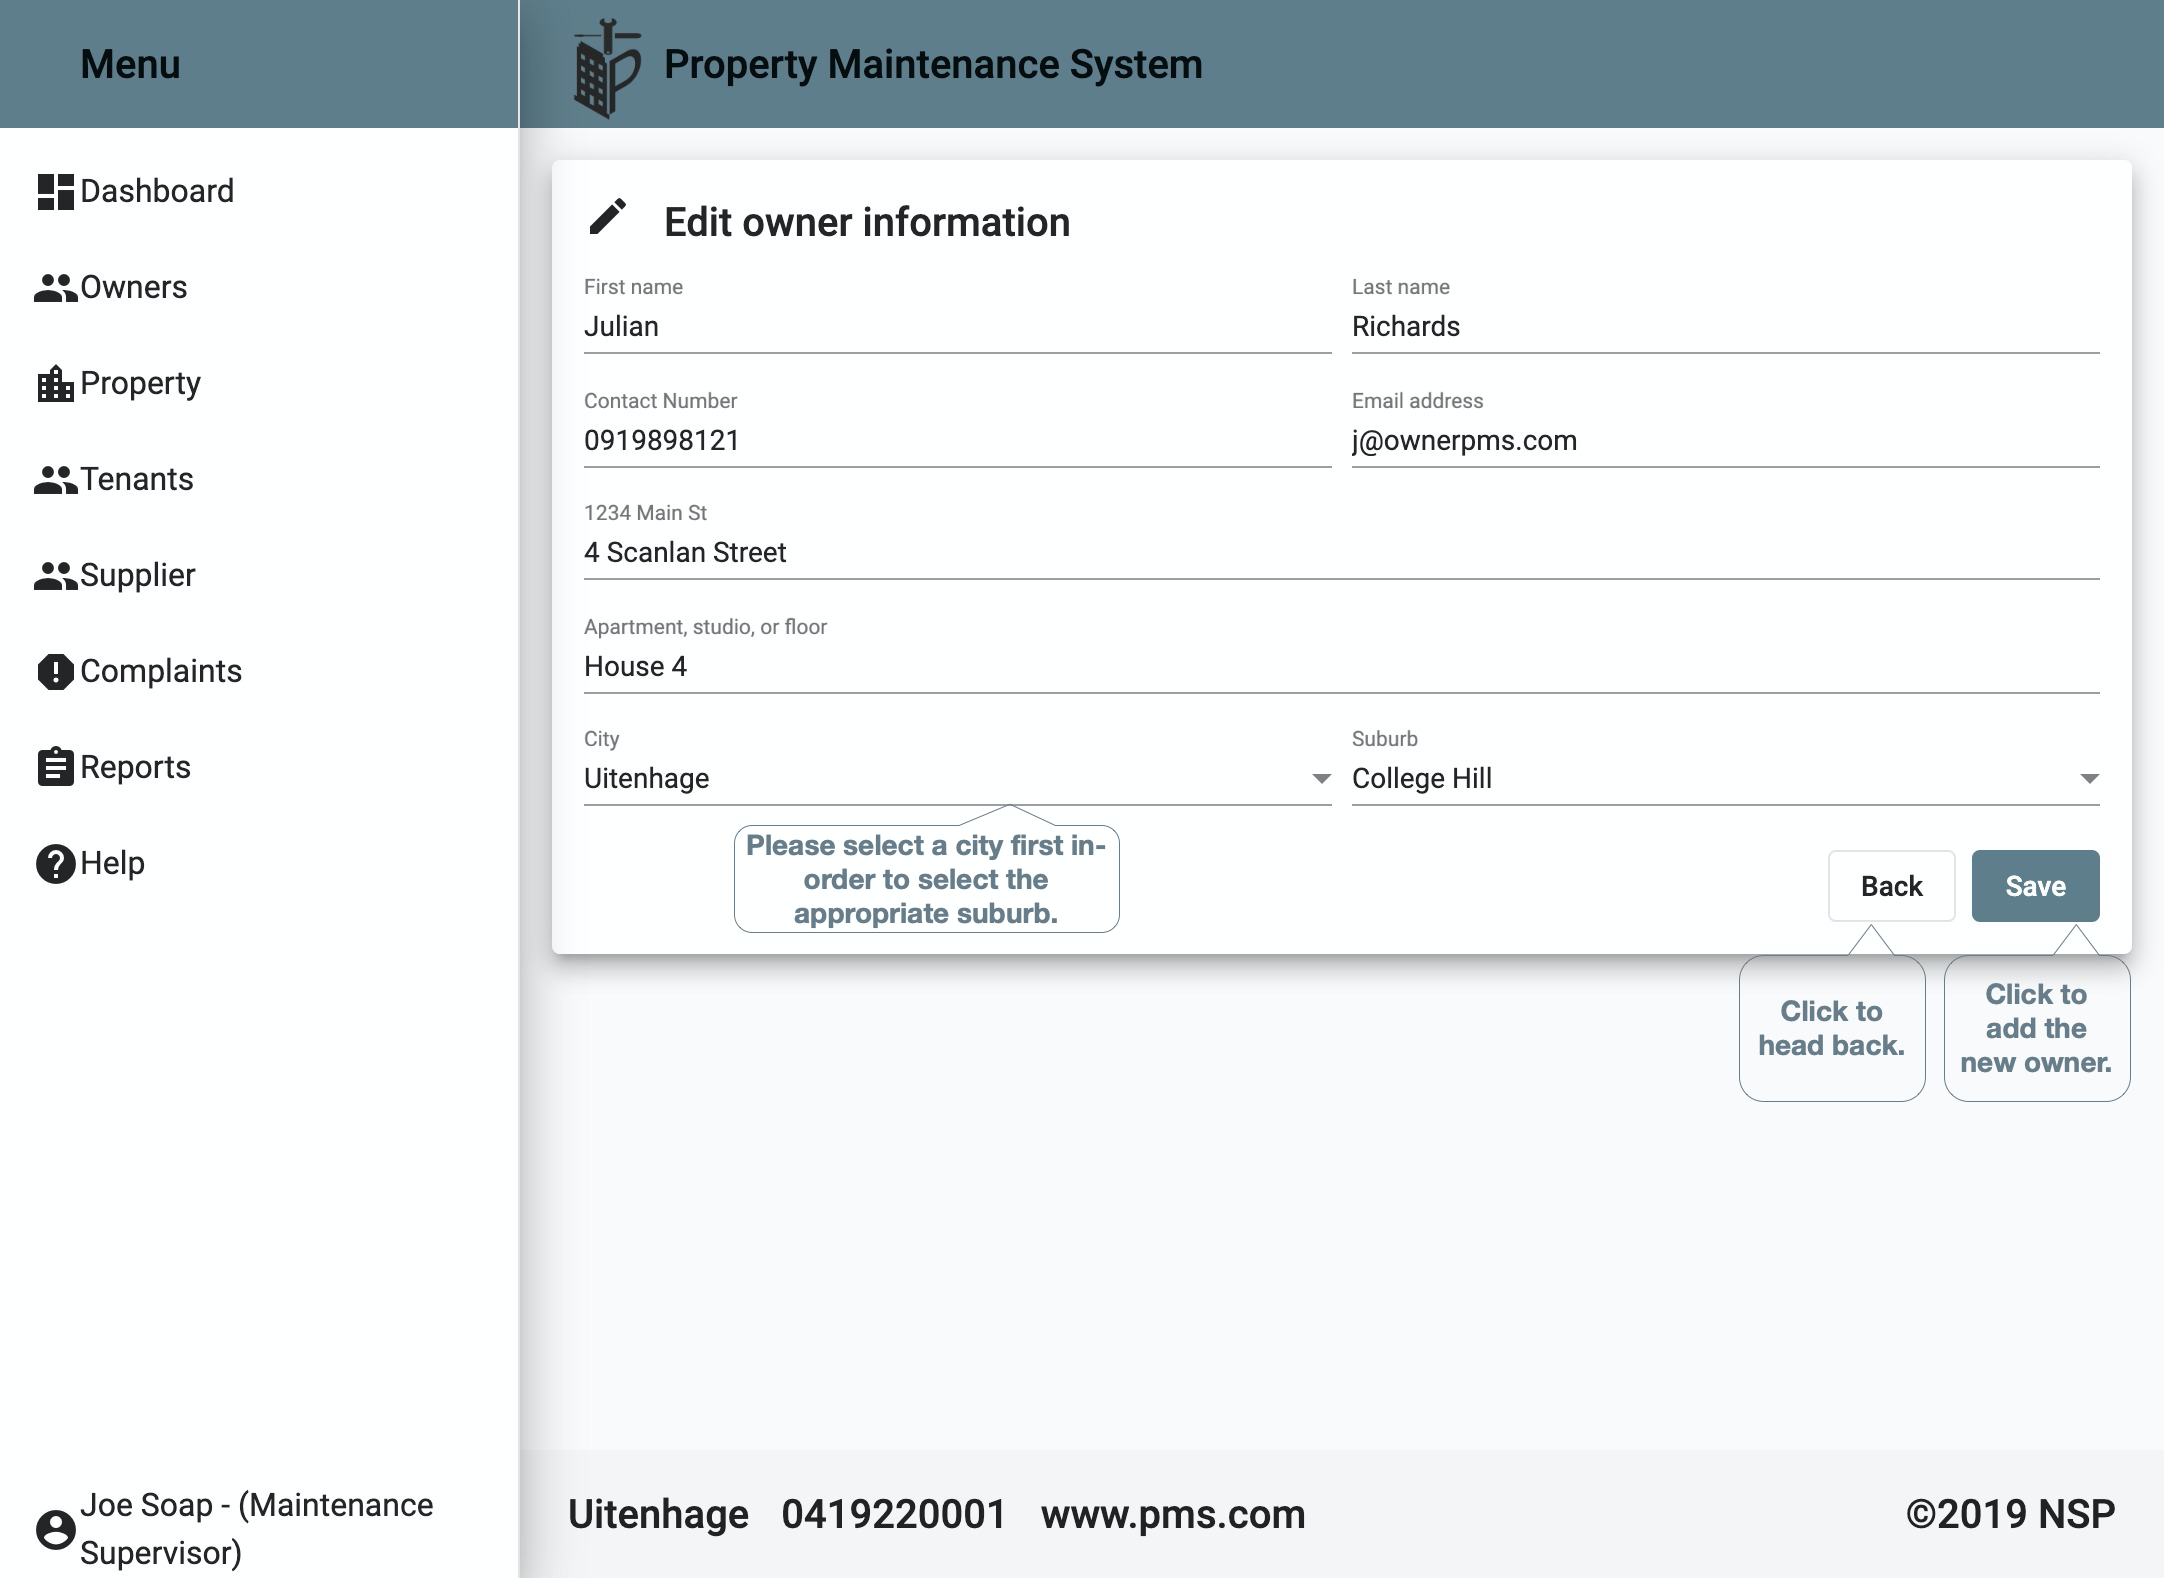 Menu
Property Maintenance System
Dashboard
Owners
Property
Tenants
Supplier
Complaints
Reports
Help
Joe Soap - (Maintenance
Supervisor)
Edit owner information
First name
Julian
Last name
Richards
Contact Number
0919898121
Email address
j@ownerpms.com
1234 Main St
4 Scanlan Street
Apartment, studio, or floor
House 4
City
Uitenhage
Suburb
College Hill
Please select a city first in-
order to select the
appropriate suburb.
Back
Save
Click to
head back.
Click to
add the
new owner.
Uitenhage 0419220001 www.pms.com
©2019 NSP